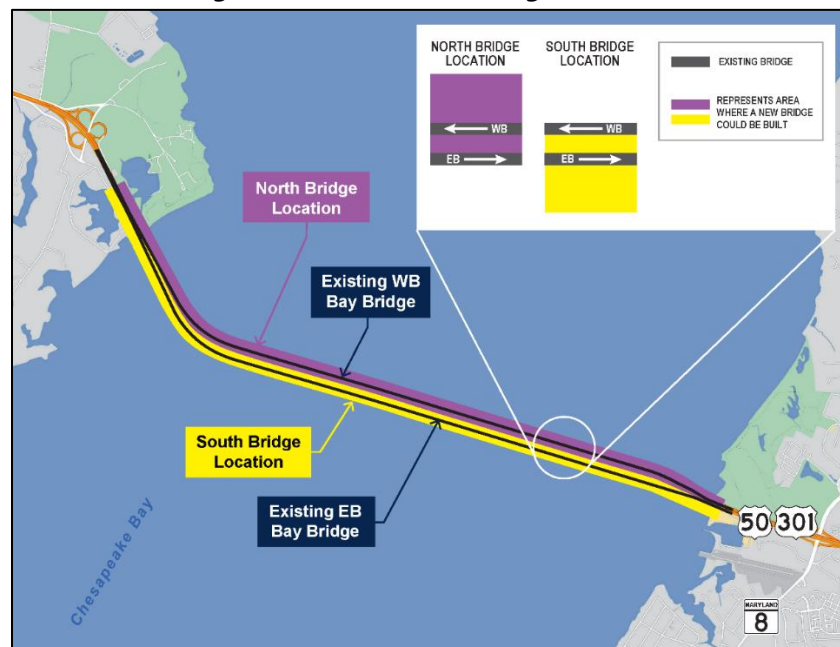 NORTH BRIDGE
LOCATION
SOUTH BRIDGE
LOCATION
WB
EB
WB
EB
EXISTING BRIDGE
REPRESENTS AREA
WHERE A NEW BRIDGE
COULD BE BUILT
North Bridge
Location
Existing WB
Bay Bridge
South Bridge
Location
Existing EB
Bay Bridge
Chesapeake Bay
50
301
MARYLAND
8